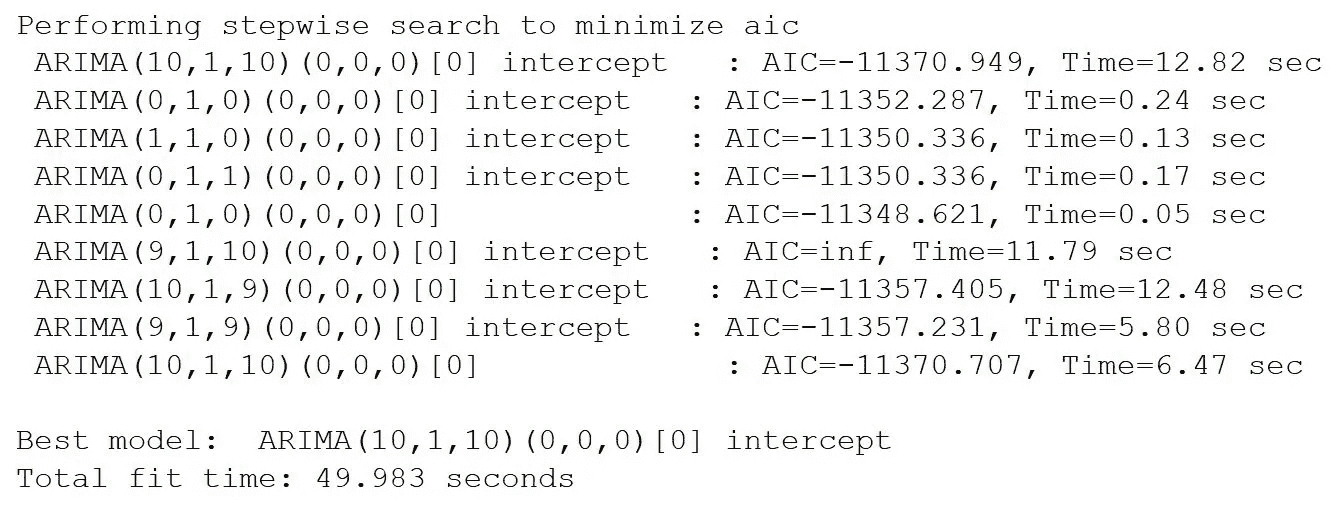 Performing stepwise search to minimize aic
ARIMA(10,1,10)(0,0,0)[0] intercept : AIC=-11370.949, Time=12.82 sec
ARIMA(0,1,0)(0,0,0)[0] intercept : AIC=-11352.287, Time=0.24 sec
ARIMA(1,1,0)(0,0,0)[0] intercept : AIC=-11350.336, Time=0.13 sec
ARIMA(0,1,1)(0,0,0)[0] intercept : AIC=-11350.336, Time=0.17 sec
ARIMA(0,1,0)(0,0,0)[0] : AIC=-11348.621, Time=0.05 sec
ARIMA(9,1,10)(0,0,0)[0] intercept : AIC=inf, Time=11.79 sec
ARIMA(10,1,9)(0,0,0)[0] intercept : AIC=-11357.405, Time=12.48 sec
ARIMA(9,1,9)(0,0,0)[0] intercept : AIC=-11357.231, Time=5.80 sec
ARIMA(10,1,10)(0,0,0)[0] : AIC=-11370.707, Time=6.47 sec
Best model: ARIMA(10,1,10)(0,0,0)[0] intercept
Total fit time: 49.983 seconds